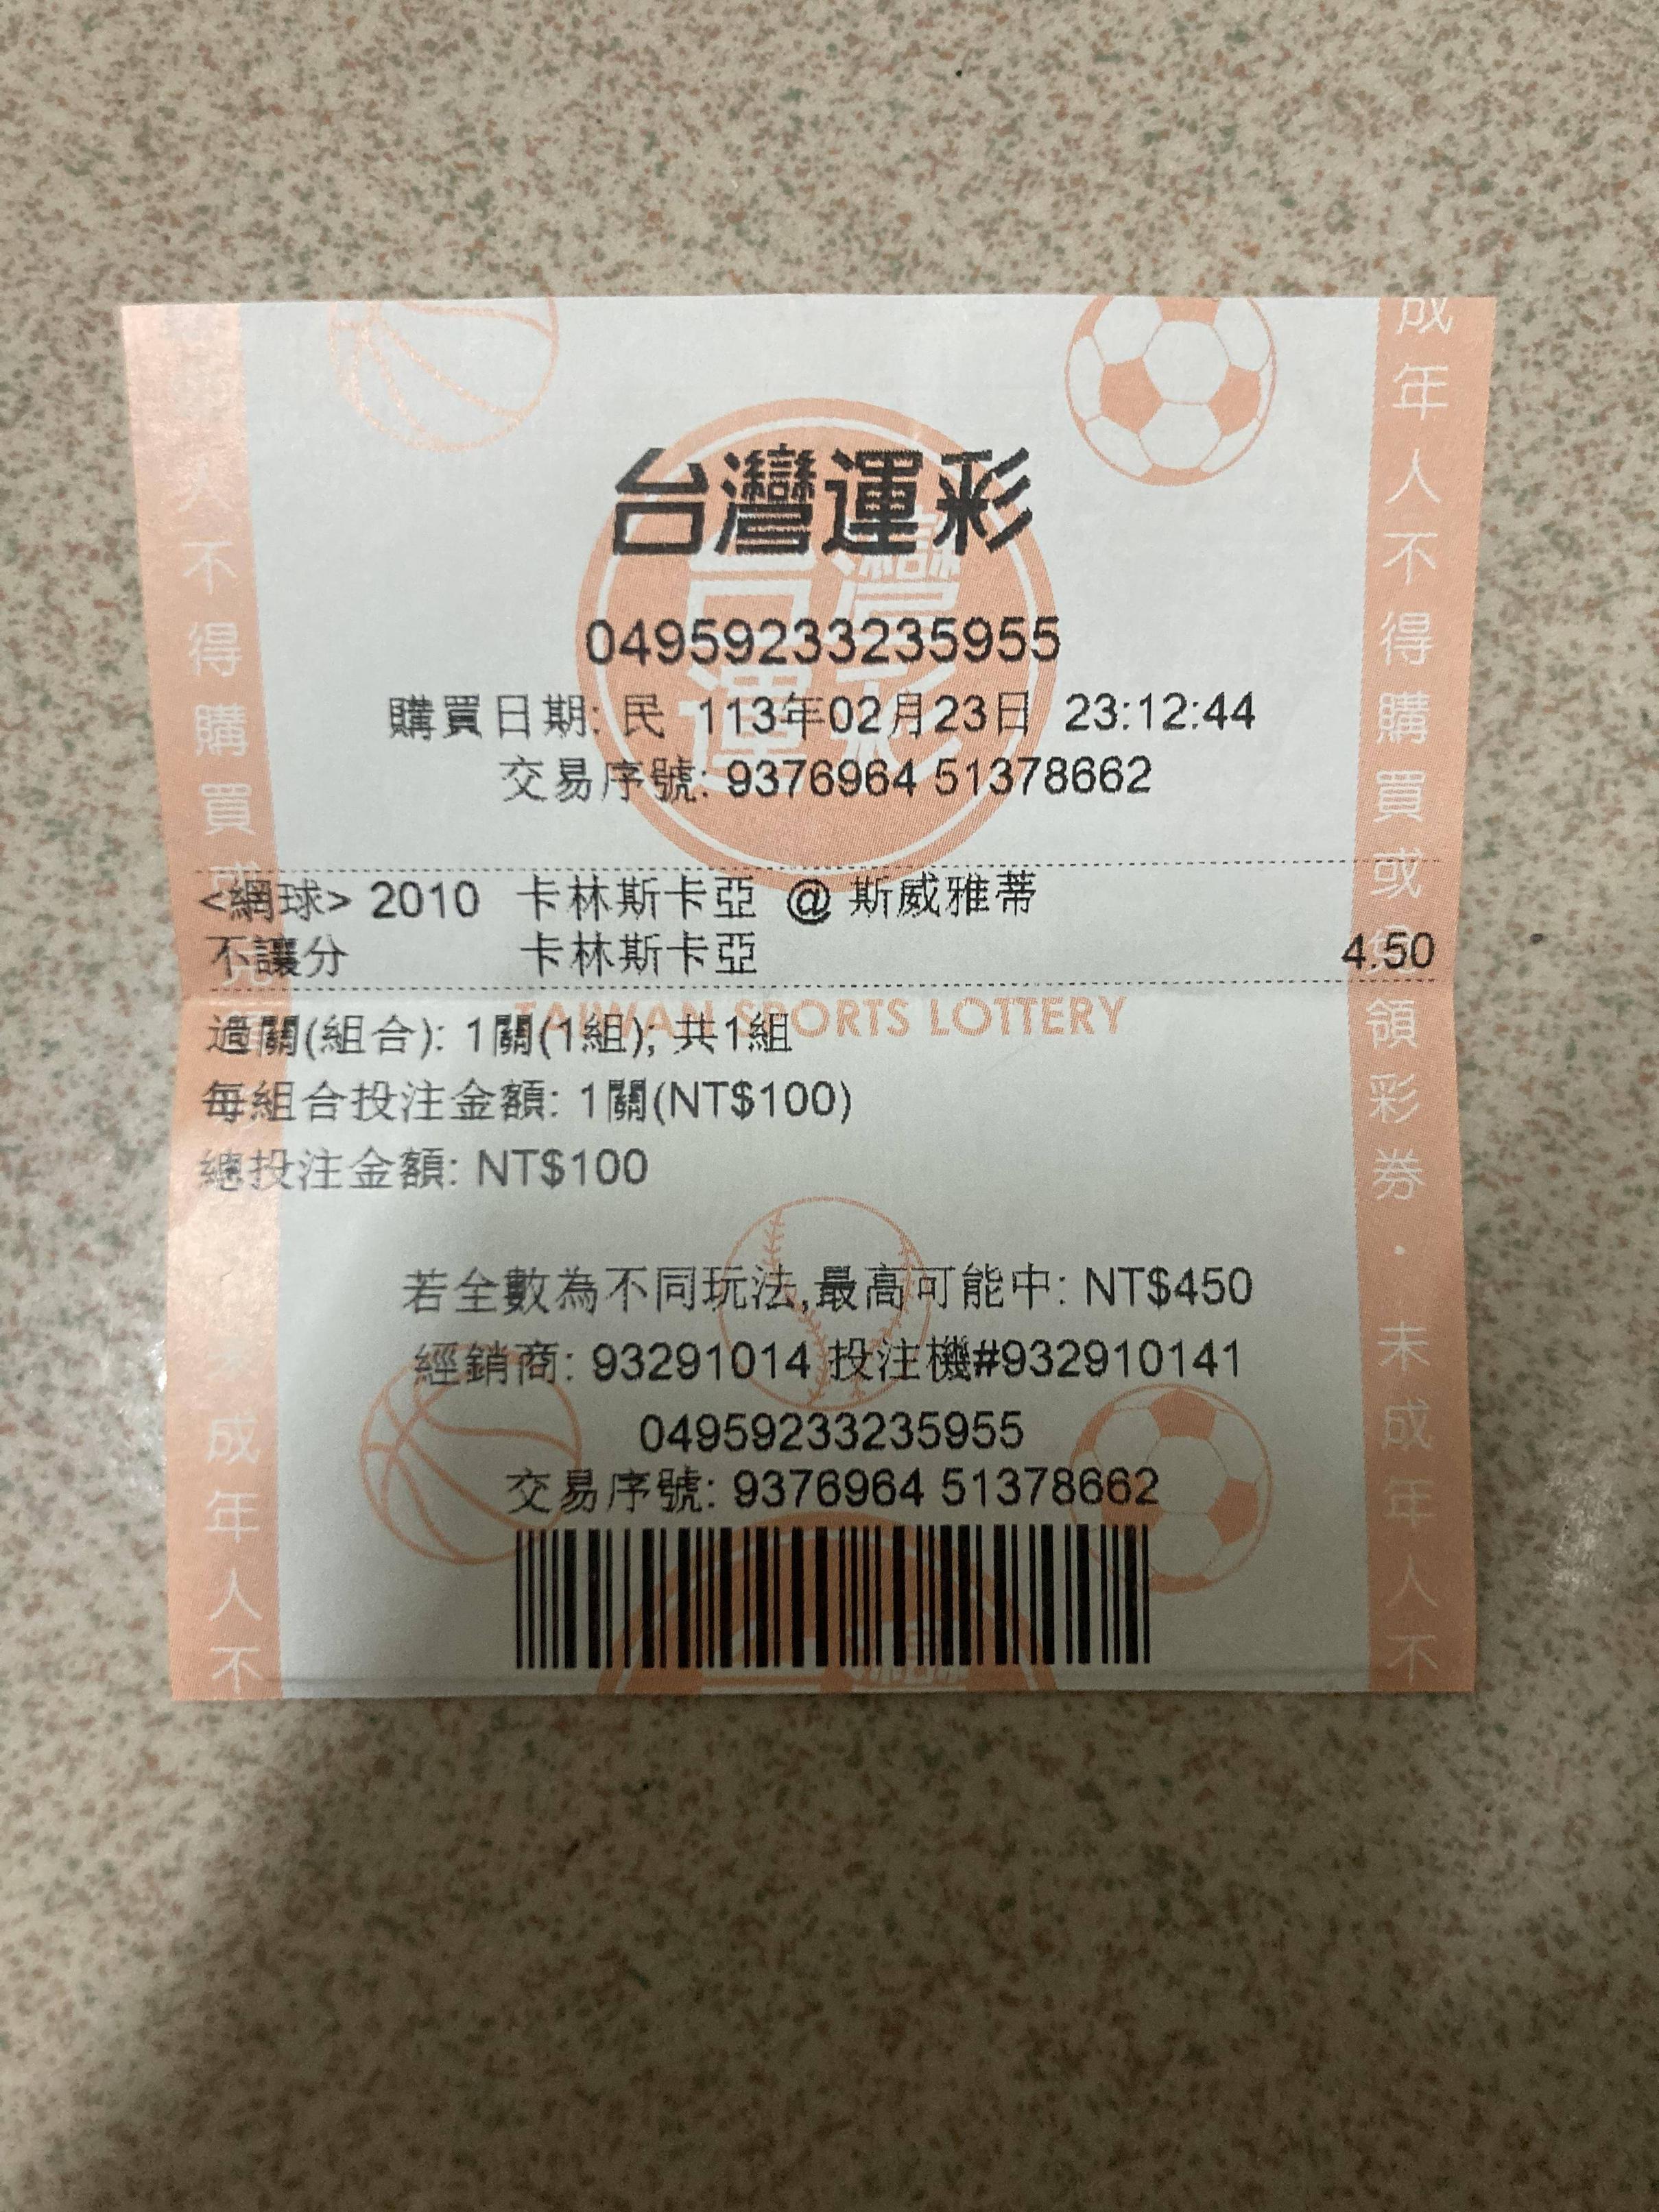 台灣運彩
04959233235955
購買日期: 民 113年02月23日 23:12:44
交易序號: 9376964 51378662
<網球> 2010 卡林斯卡亞 @ 斯威雅蒂
不讓分 卡林斯卡亞 4.50
TAIWAN SPORTS LOTTERY
過關(組合): 1關(1組); 共1組
每組合投注金額: 1關(NT$100)
總投注金額: NT$100
若全數為不同玩法,最高可能中: NT$450
經銷商: 93291014 投注機#932910141
04959233235955
交易序號: 9376964 51378662
人不得購買或
成年人不
成年人不得購買或兌領彩券・未成年人不
台灣運彩